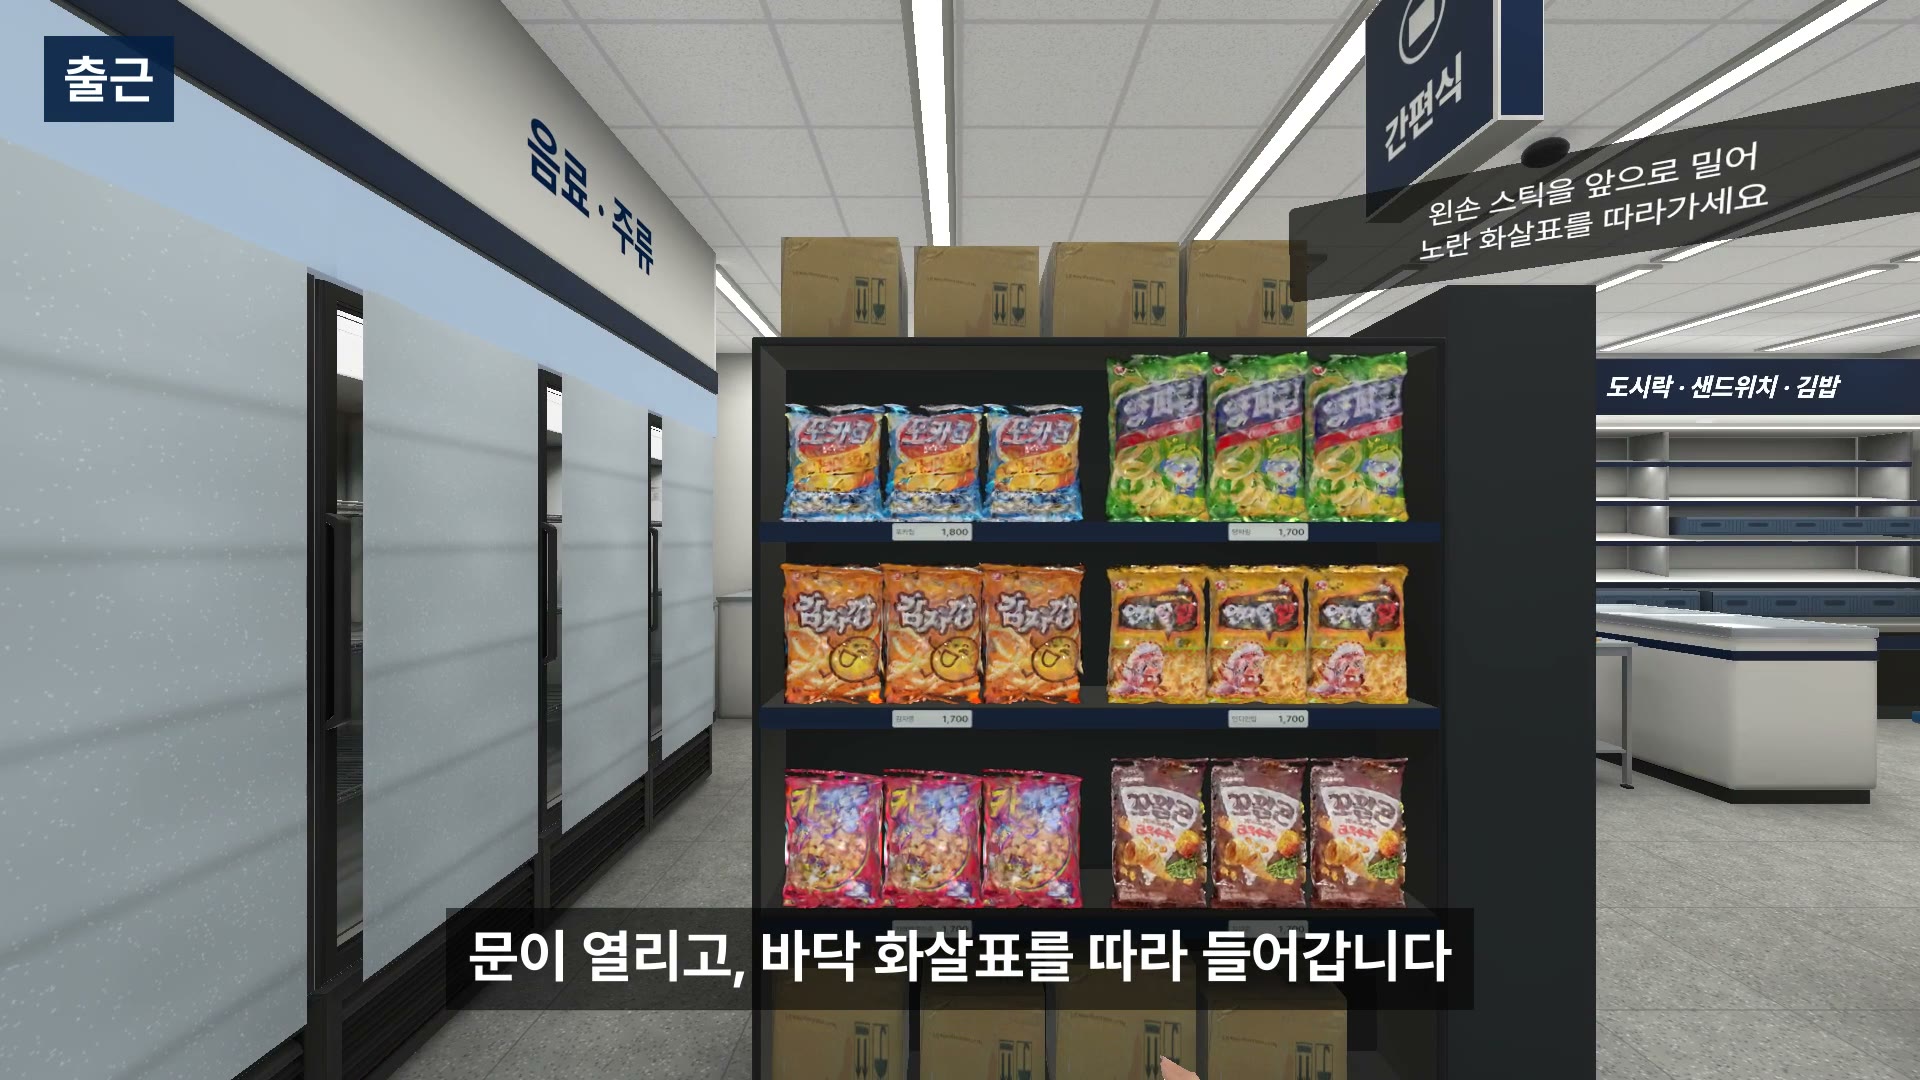 출근
음료 · 주류
간편식
왼손 스틱을 앞으로 밀어
노란 화살표를 따라가세요
도시락 · 샌드위치 · 김밥
1,800
1,700
감자깡
1,700
1,700
문이 열리고, 바닥 화살표를 따라 들어갑니다